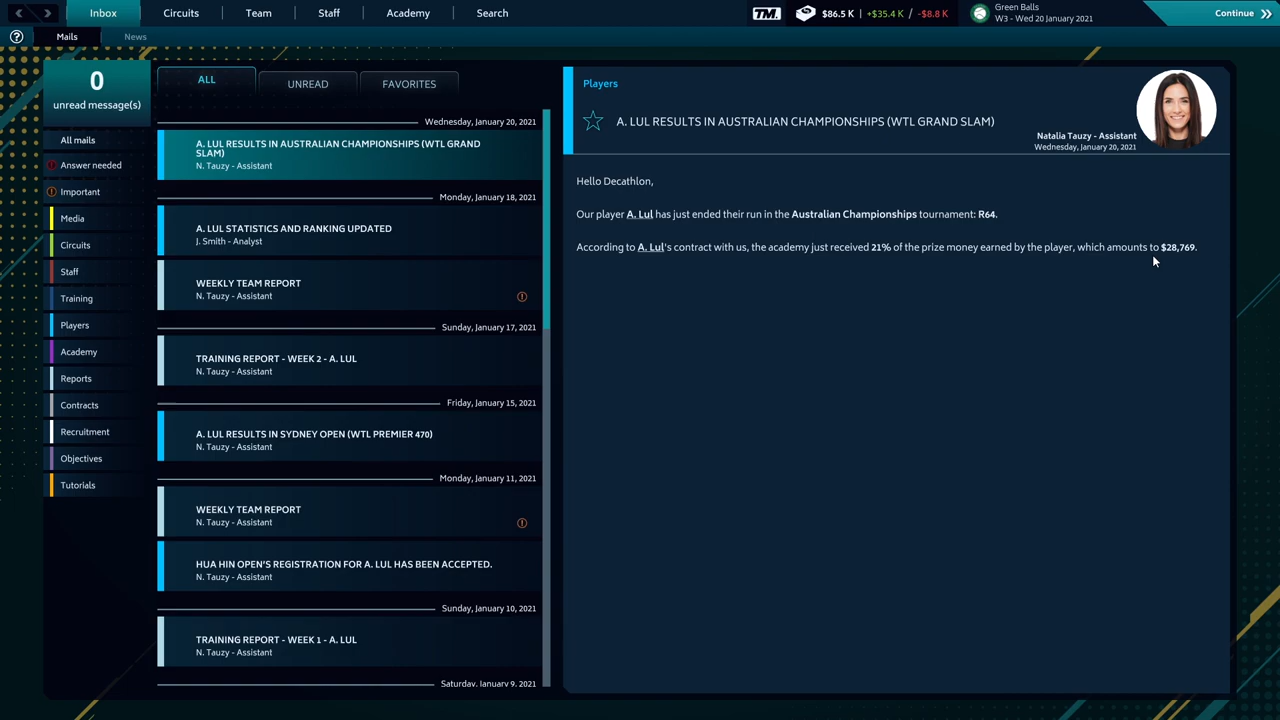 Inbox
Circuits
Team
Staff
Academy
Search
TM.
$86.5 K / +$35.4 K / -$8.8 K
Green Balls
W3 - Wed 20 January 2021
Continue
Mails
News
0
unread message(s)
All mails
Answer needed
Important
Media
Circuits
Staff
Training
Players
Academy
Reports
Contracts
Recruitment
Objectives
Tutorials
ALL
UNREAD
FAVORITES
Wednesday, January 20, 2021
A. LUL RESULTS IN AUSTRALIAN CHAMPIONSHIPS (WTL GRAND
SLAM)
N. Tauzy - Assistant
Monday, January 18, 2021
A. LUL STATISTICS AND RANKING UPDATED
J. Smith - Analyst
WEEKLY TEAM REPORT
N. Tauzy - Assistant
Sunday, January 17, 2021
TRAINING REPORT - WEEK 2 - A. LUL
N. Tauzy - Assistant
Friday, January 15, 2021
A. LUL RESULTS IN SYDNEY OPEN (WTL PREMIER 470)
N. Tauzy - Assistant
Monday, January 11, 2021
WEEKLY TEAM REPORT
N. Tauzy - Assistant
HUA HIN OPEN'S REGISTRATION FOR A. LUL HAS BEEN ACCEPTED.
N. Tauzy - Assistant
Sunday, January 10, 2021
TRAINING REPORT - WEEK 1 - A. LUL
N. Tauzy - Assistant
Saturday, January 9, 2021
Players
A. LUL RESULTS IN AUSTRALIAN CHAMPIONSHIPS (WTL GRAND SLAM)
Natalia Tauzy - Assistant
Wednesday, January 20, 2021
Hello Decathlon,
Our player A. Lul has just ended their run in the Australian Championships tournament: R64.
According to A. Lul's contract with us, the academy just received 21% of the prize money earned by the player, which amounts to $28,769.